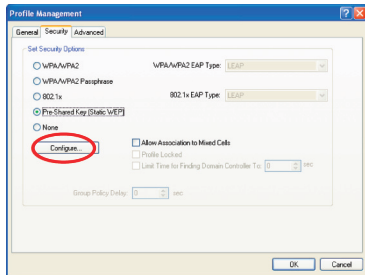 Profile Management
General Security Advanced
Set Security Options
WPA/WPA2 WPA/WPA2 EAP Type: LEAP
WPA/WPA2 Passphrase
802.1x 802.1x EAP Type: LEAP
Pre-Shared Key (Static WEP)
None
Configure... Allow Association to Mixed Cells
Profile Locked
Limit Time for Finding Domain Controller To: 0 sec
Group Policy Delay: 0 sec
OK Cancel